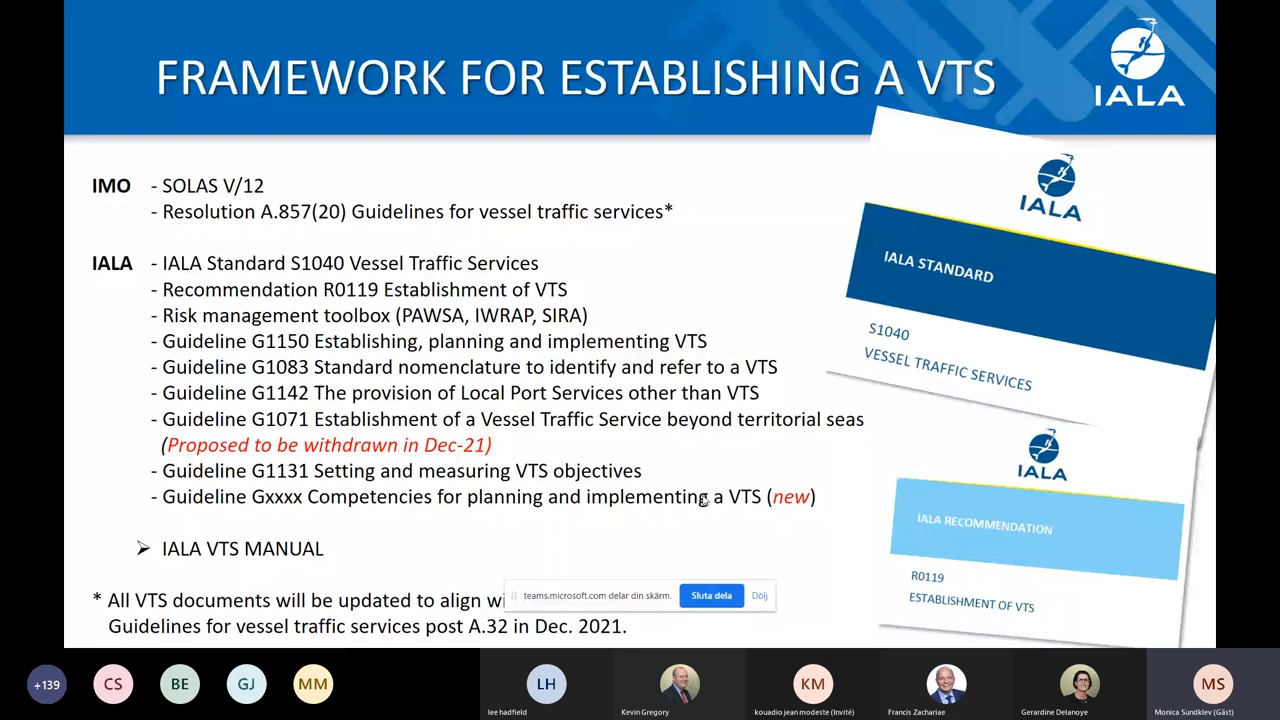 FRAMEWORK FOR ESTABLISHING A VTS
IALA
IMO - SOLAS V/12
- Resolution A.857(20) Guidelines for vessel traffic services*
IALA - IALA Standard S1040 Vessel Traffic Services
- Recommendation R0119 Establishment of VTS
- Risk management toolbox (PAWSA, IWRAP, SIRA)
- Guideline G1150 Establishing, planning and implementing VTS
- Guideline G1083 Standard nomenclature to identify and refer to a VTS
- Guideline G1142 The provision of Local Port Services other than VTS
- Guideline G1071 Establishment of a Vessel Traffic Service beyond territorial seas
(Proposed to be withdrawn in Dec-21)
- Guideline G1131 Setting and measuring VTS objectives
- Guideline Gxxxx Competencies for planning and implementing a VTS (new)
➢ IALA VTS MANUAL
* All VTS documents will be updated to align
Guidelines for vessel traffic services post A.32 in Dec. 2021.
IALA
IALA STANDARD
S1040
VESSEL TRAFFIC SERVICES
IALA
IALA RECOMMENDATION
R0119
ESTABLISHMENT OF VTS
teams.microsoft.com delar din skärm.
Sluta dela
Dölj
+139
CS
BE
GJ
MM
LH
KM
MS
lee hadfield
Kevin Gregory
kouadio jean modeste (Invité)
Francis Zachariae
Gerardine Delanoye
Monica Sundklev (Gäst)